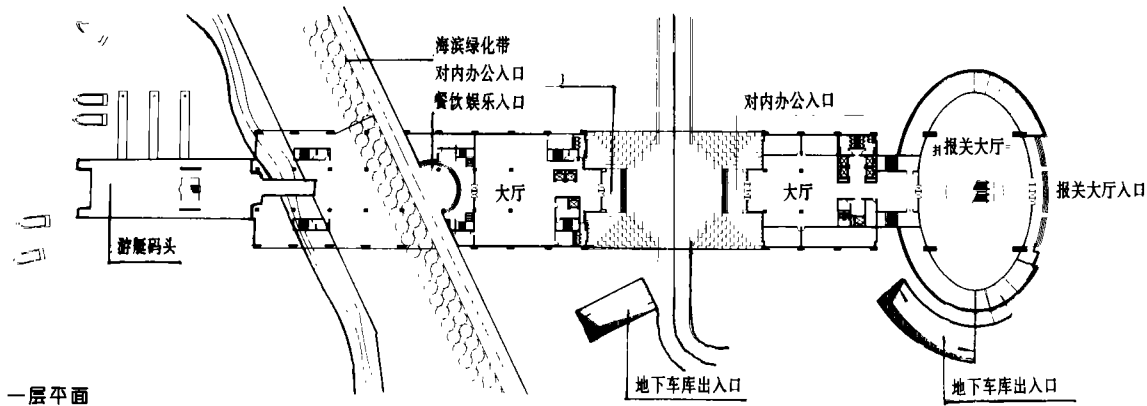 海滨绿化带
对内办公入口
餐饮娱乐入口
对内办公入口
报关大厅
大厅
大厅
报关大厅入口
游艇码头
地下车库出入口
地下车库出入口
一层平面